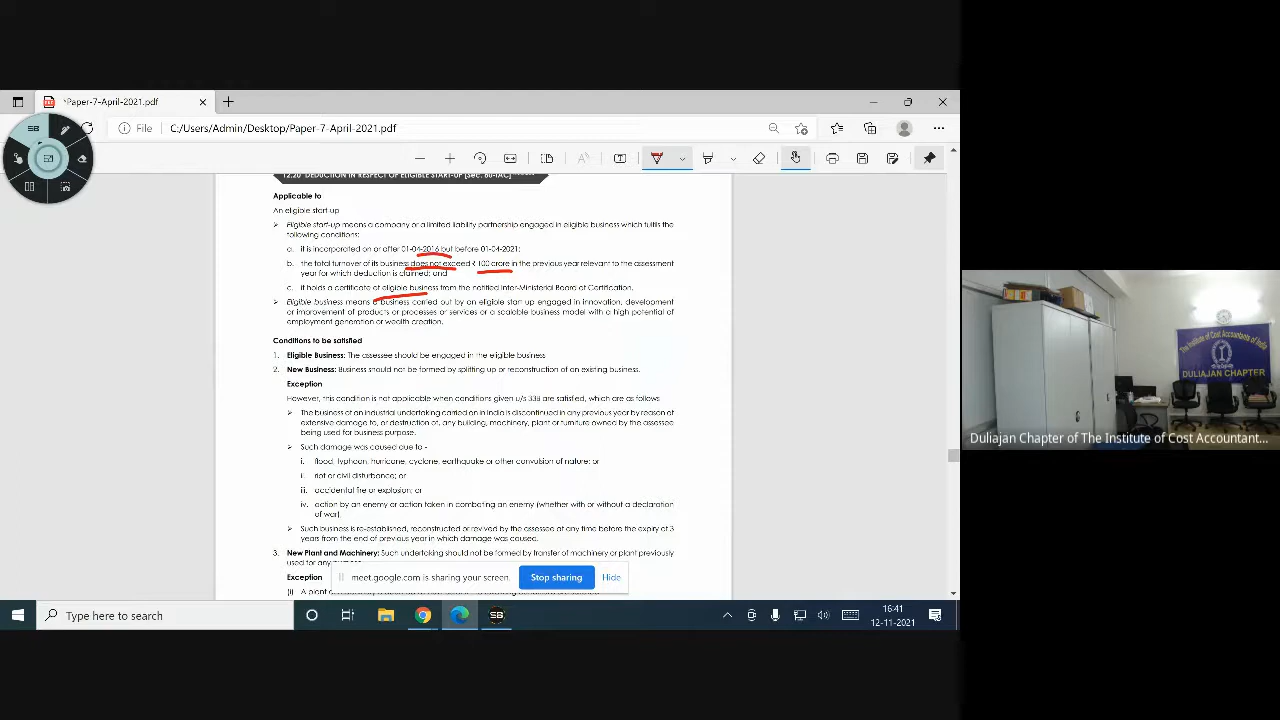 *Paper-7-April-2021.pdf
SB
File C:/Users/Admin/Desktop/Paper-7-April-2021.pdf
12.20 DEDUCTION IN RESPECT OF ELIGIBLE START-UP [Sec. 80-IAC]
Applicable to
An eligible start up
➢ Eligible start-up means a company or a limited liability partnership engaged in eligible business which fulfils the
following conditions:
a. it is incorporated on or after 01-04-2016 but before 01-04-2021;
b. the total turnover of its business does not exceed ₹ 100 crore in the previous year relevant to the assessment
year for which deduction is claimed; and
c. it holds a certificate of eligible business from the notified Inter-Ministerial Board of Certification.
➢ Eligible business means a business carried out by an eligible start up engaged in innovation, development
or improvement of products or processes or services or a scalable business model with a high potential of
employment generation or wealth creation.
Conditions to be satisfied
1. Eligible Business: The assessee should be engaged in the eligible business
2. New Business: Business should not be formed by splitting up or reconstruction of an existing business.
Exception
However, this condition is not applicable when conditions given u/s 33B are satisfied, which are as follows
➢ The business of an industrial undertaking carried on in India is discontinued in any previous year by reason of
extensive damage to, or destruction of, any building, machinery, plant or furniture owned by the assessee
being used for business purpose.
➢ Such damage was caused due to -
i. flood, typhoon, hurricane, cyclone, earthquake or other convulsion of nature; or
ii. riot or civil disturbance; or
iii. accidental fire or explosion; or
iv. action by an enemy or action taken in combating an enemy (whether with or without a declaration
of war).
➢ Such business is re-established, reconstructed or revived by the assessee at any time before the expiry of 3
years from the end of previous year in which damage was caused.
3. New Plant and Machinery: Such undertaking should not be formed by transfer of machinery or plant previously
used for any
Exception
(i) A plant
meet.google.com is sharing your screen. Stop sharing Hide
Type here to search
SB
16:41
12-11-2021
The Institute of Cost Accountants of India
DULIAJAN CHAPTER
Duliajan Chapter of The Institute of Cost Accountant...